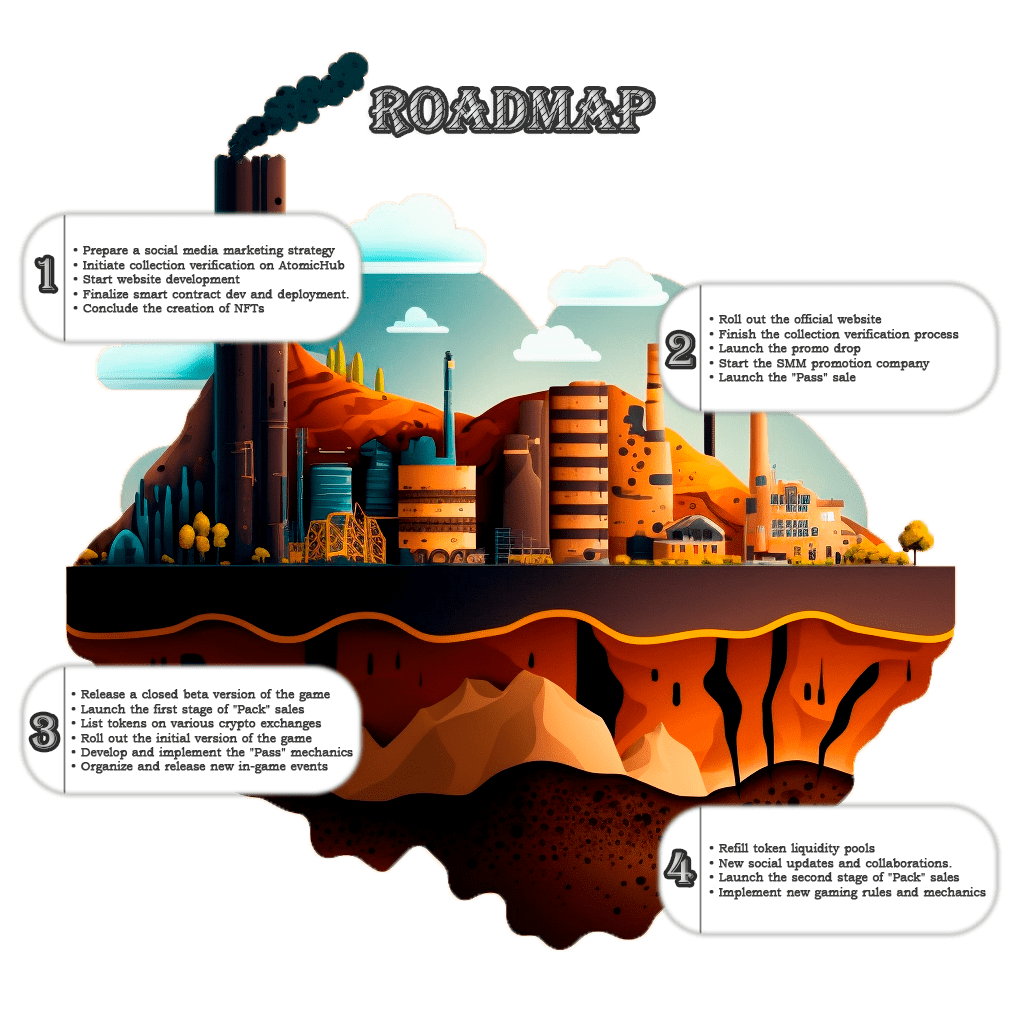 ROADMAP
1
• Prepare a social media marketing strategy
• Initiate collection verification on AtomicHub
• Start website development
• Finalize smart contract dev and deployment.
• Conclude the creation of NFTs
2
• Roll out the official website
• Finish the collection verification process
• Launch the promo drop
• Start the SMM promotion company
• Launch the "Pass" sale
3
• Release a closed beta version of the game
• Launch the first stage of "Pack" sales
• List tokens on various crypto exchanges
• Roll out the initial version of the game
• Develop and implement the "Pass" mechanics
• Organize and release new in-game events
4
• Refill token liquidity pools
• New social updates and collaborations.
• Launch the second stage of "Pack" sales
• Implement new gaming rules and mechanics